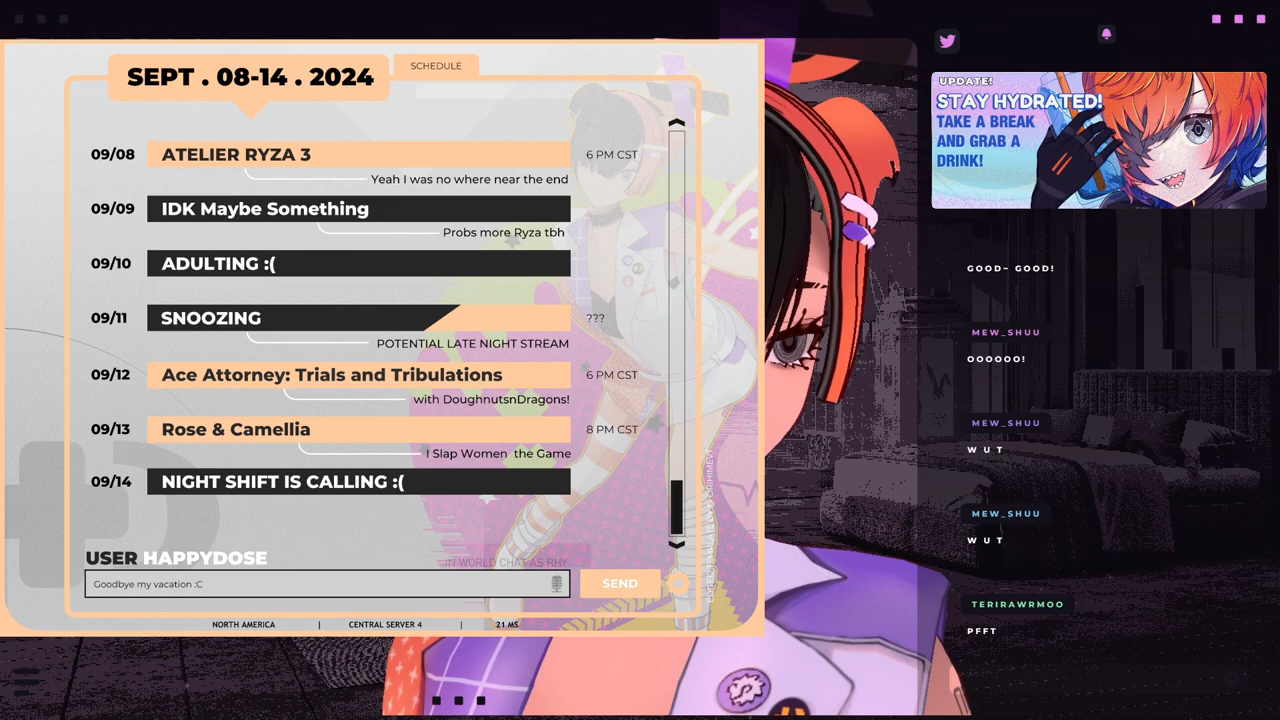 SEPT . 08-14 . 2024
SCHEDULE
09/08
ATELIER RYZA 3
6 PM CST
Yeah I was no where near the end
09/09
IDK Maybe Something
Probs more Ryza tbh
09/10
ADULTING :(
09/11
SNOOZING
???
POTENTIAL LATE NIGHT STREAM
09/12
Ace Attorney: Trials and Tribulations
6 PM CST
with DoughnutsnDragons!
09/13
Rose & Camellia
8 PM CST
I Slap Women the Game
09/14
NIGHT SHIFT IS CALLING :(
USER HAPPYDOSE
IN WORLD CHAT AS RHY
Goodbye my vacation :C
SEND
NORTH AMERICA | CENTRAL SERVER 4 | 21 MS
UPDATE!
STAY HYDRATED!
TAKE A BREAK
AND GRAB A
DRINK!
GOOD~ GOOD!
MEW_SHUU
OOOOOO!
MEW_SHUU
W U T
MEW_SHUU
W U T
TERIRAWRMOO
PFFT